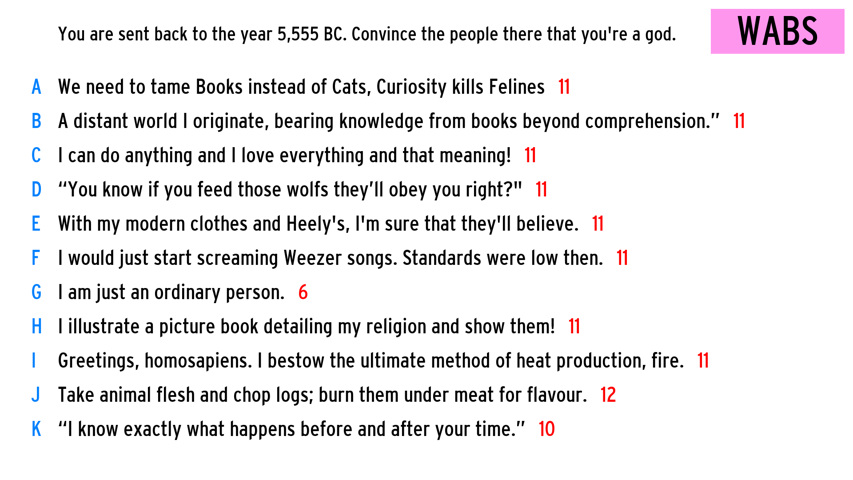 You are sent back to the year 5,555 BC. Convince the people there that you're a god.
WABS
A We need to tame Books instead of Cats, Curiosity kills Felines 11
B A distant world I originate, bearing knowledge from books beyond comprehension.” 11
C I can do anything and I love everything and that meaning! 11
D “You know if you feed those wolfs they’ll obey you right?" 11
E With my modern clothes and Heely's, I'm sure that they'll believe. 11
F I would just start screaming Weezer songs. Standards were low then. 11
G I am just an ordinary person. 6
H I illustrate a picture book detailing my religion and show them! 11
I Greetings, homosapiens. I bestow the ultimate method of heat production, fire. 11
J Take animal flesh and chop logs; burn them under meat for flavour. 12
K “I know exactly what happens before and after your time.” 10